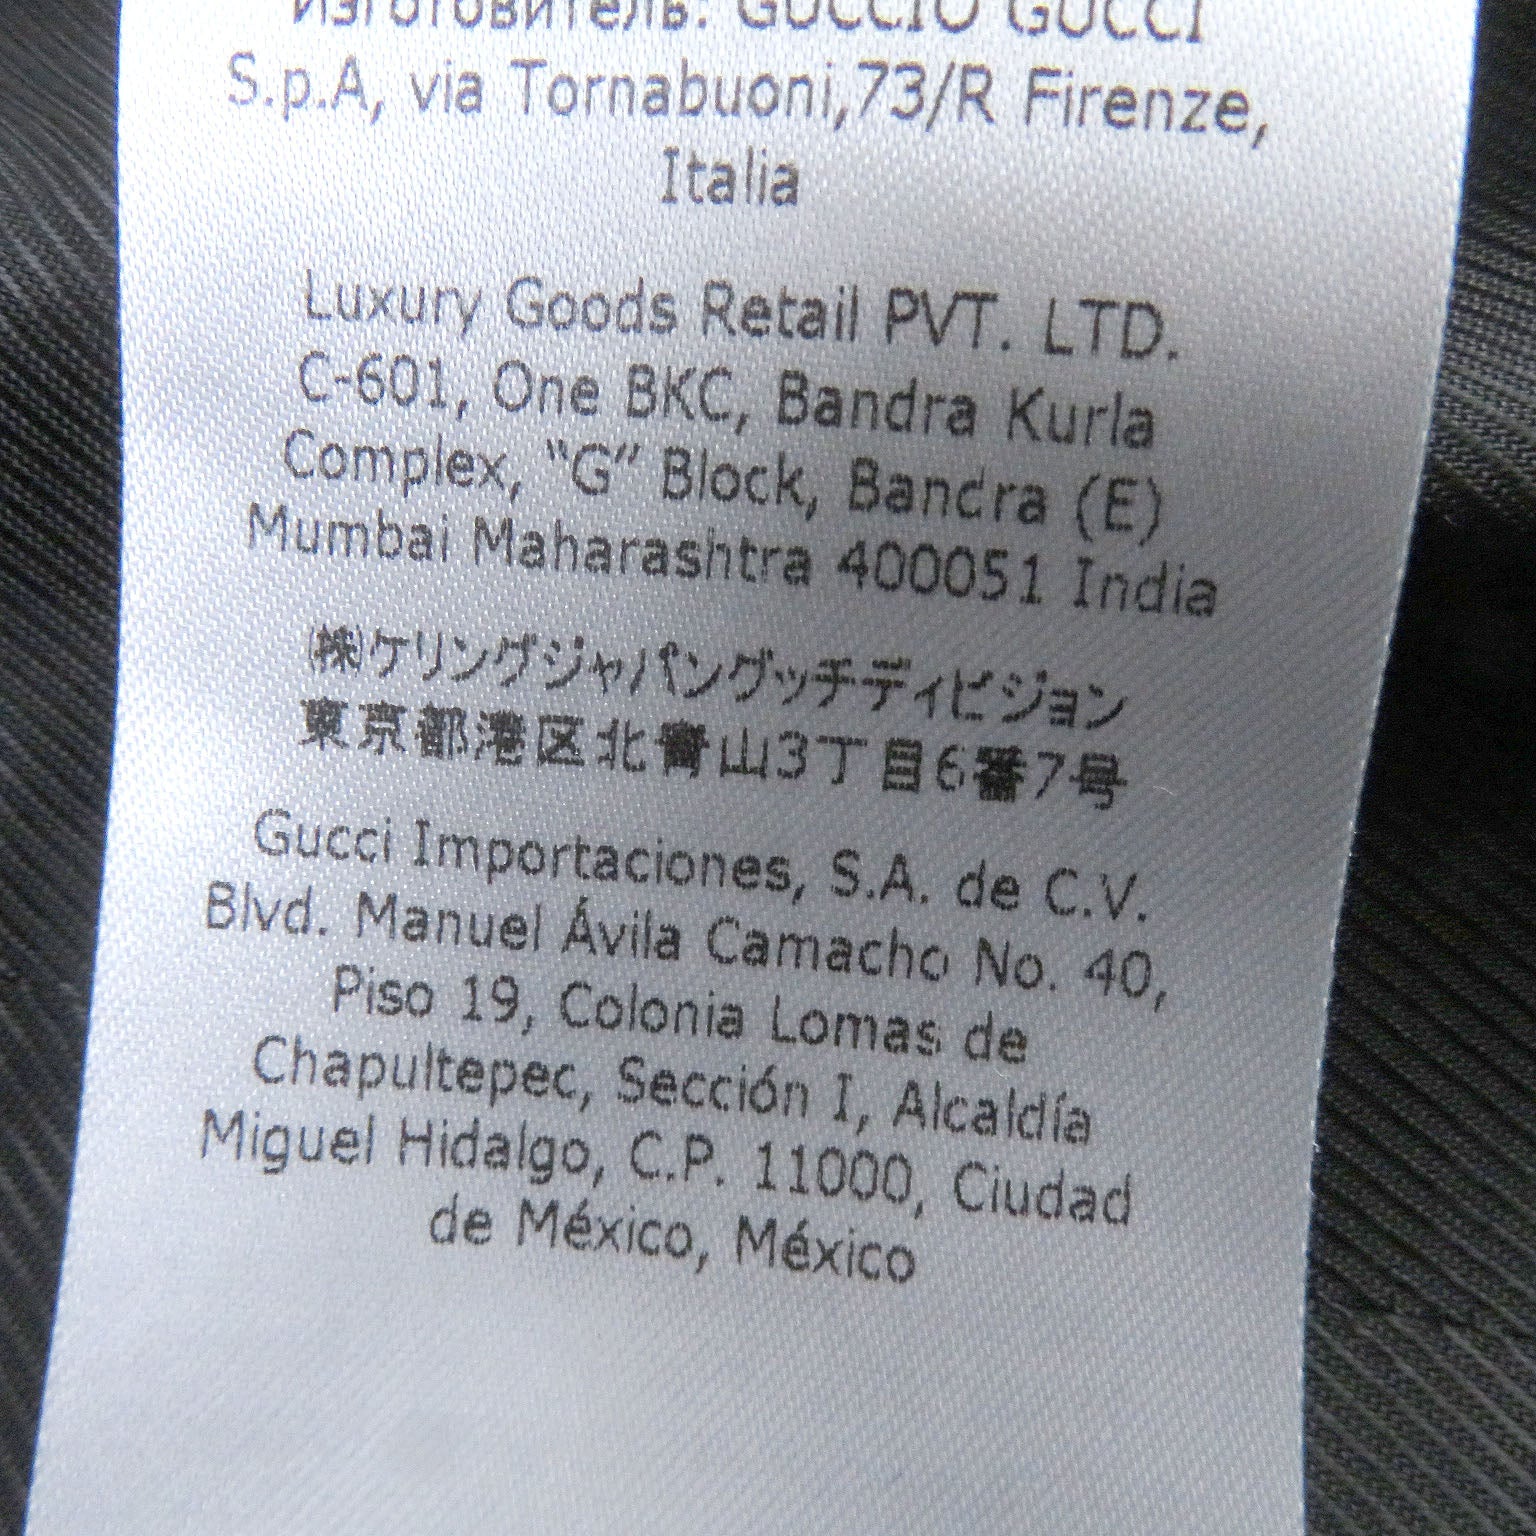 Изготовитель: GUCCIO GUCCI
S.p.A, via Tornabuoni,73/R Firenze,
Italia
Luxury Goods Retail PVT. LTD.
C-601, One BKC, Bandra Kurla
Complex, “G” Block, Bandra (E)
Mumbai Maharashtra 400051 India
(株)ケリングジャパングッチディビジョン
東京都港区北青山3丁目6番7号
Gucci Importaciones, S.A. de C.V.
Blvd. Manuel Ávila Camacho No. 40,
Piso 19, Colonia Lomas de
Chapultepec, Sección I, Alcaldía
Miguel Hidalgo, C.P. 11000, Ciudad
de México, México